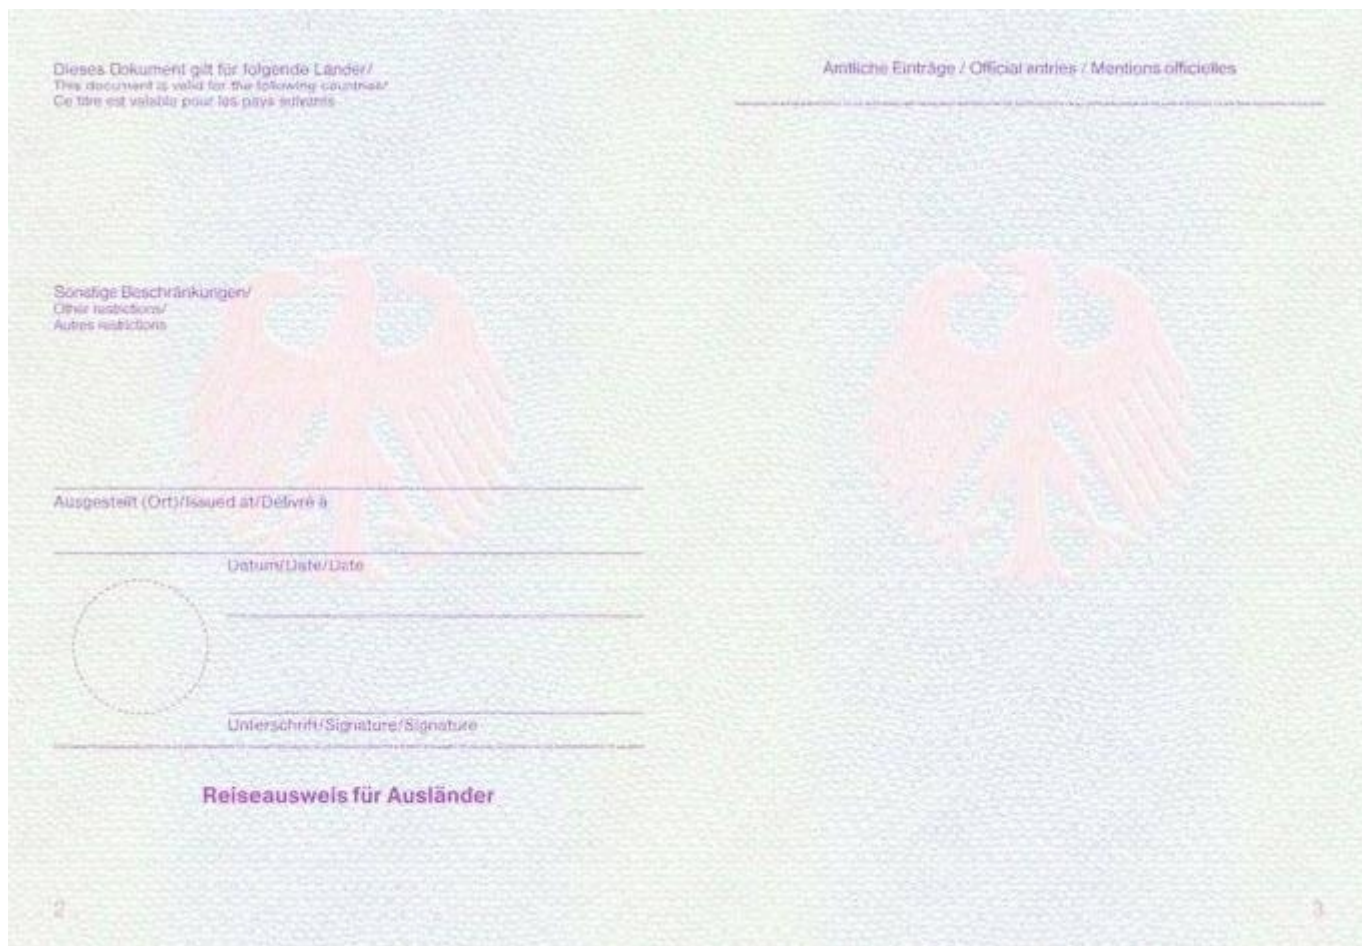 Dieses Dokument gilt für folgende Länder/
This document is valid for the following countries/
Ce titre est valable pour les pays suivants
Sonstige Beschränkungen/
Other restrictions/
Autres restrictions
Ausgestellt (Ort)/Issued at/Délivré à
Datum/Date/Date
Unterschrift/Signature/Signature
Reiseausweis für Ausländer
2
Amtliche Einträge / Official entries / Mentions officielles
3